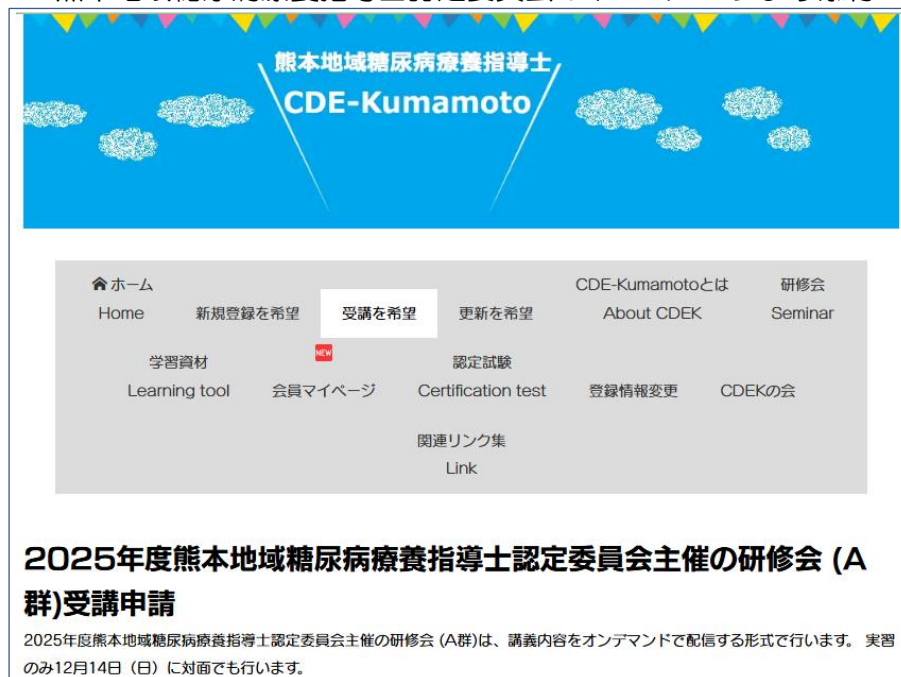 熊本地域糖尿病療養指導士
CDE-Kumamoto
ホーム
Home
新規登録を希望
受講を希望
更新を希望
CDE-Kumamotoとは
About CDEK
研修会
Seminar
学習資材
Learning tool
NEW
会員マイページ
認定試験
Certification test
登録情報変更
CDEKの会
関連リンク集
Link
2025年度熊本地域糖尿病療養指導士認定委員会主催の研修会 (A
群)受講申請
2025年度熊本地域糖尿病療養指導士認定委員会主催の研修会 (A群)は、講義内容をオンデマンドで配信する形式で行います。 実習
のみ12月14日（日）に対面でも行います。